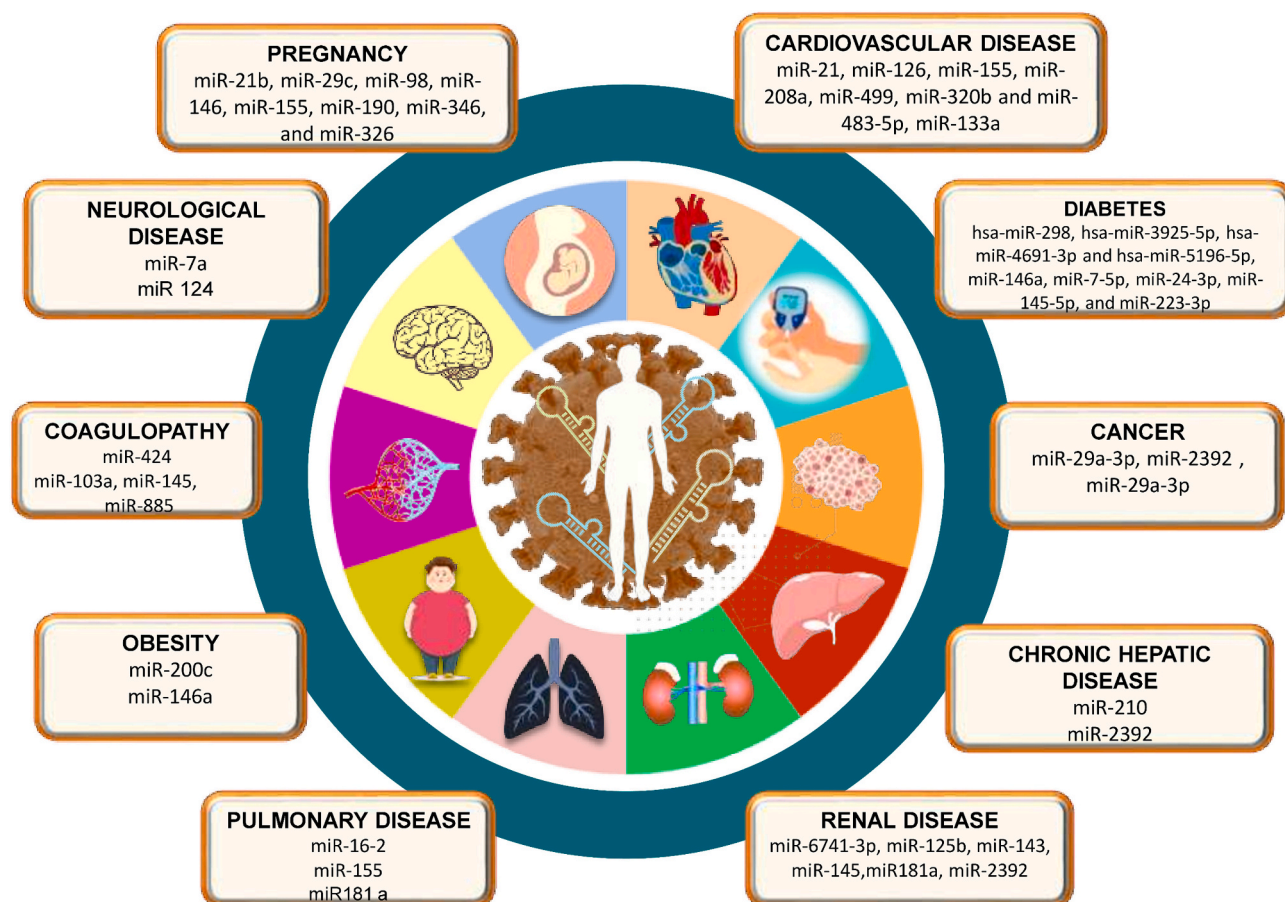 PREGNANCY
miR-21b, miR-29c, miR-98, miR-
146, miR-155, miR-190, miR-346,
and miR-326
CARDIOVASCULAR DISEASE
miR-21, miR-126, miR-155, miR-
208a, miR-499, miR-320b and miR-
483-5p, miR-133a
NEUROLOGICAL
DISEASE
miR-7a
miR 124
DIABETES
hsa-miR-298, hsa-miR-3925-5p, hsa-
miR-4691-3p and hsa-miR-5196-5p,
miR-146a, miR-7-5p, miR-24-3p, miR-
145-5p, and miR-223-3p
COAGULOPATHY
miR-424
miR-103a, miR-145,
miR-885
CANCER
miR-29a-3p, miR-2392 ,
miR-29a-3p
OBESITY
miR-200c
miR-146a
CHRONIC HEPATIC
DISEASE
miR-210
miR-2392
PULMONARY DISEASE
miR-16-2
miR-155
miR181 a
RENAL DISEASE
miR-6741-3p, miR-125b, miR-143,
miR-145,miR181a, miR-2392